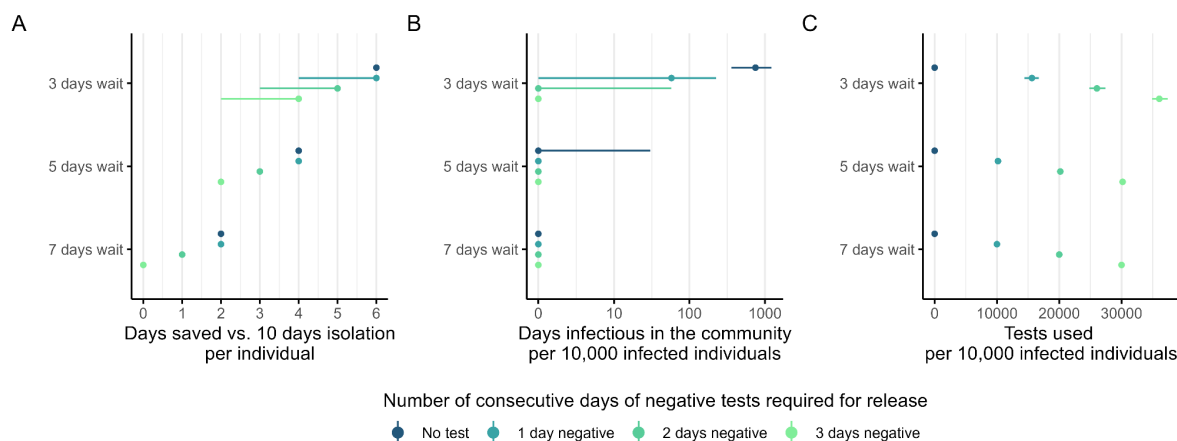 A
B
C
3 days wait
5 days wait
7 days wait
0 1 2 3 4 5 6
Days saved vs. 10 days isolation
per individual
3 days wait
5 days wait
7 days wait
0 10 100 1000
Days infectious in the community
per 10,000 infected individuals
3 days wait
5 days wait
7 days wait
0 10000 20000 30000
Tests used
per 10,000 infected individuals
Number of consecutive days of negative tests required for release
No test 1 day negative 2 days negative 3 days negative